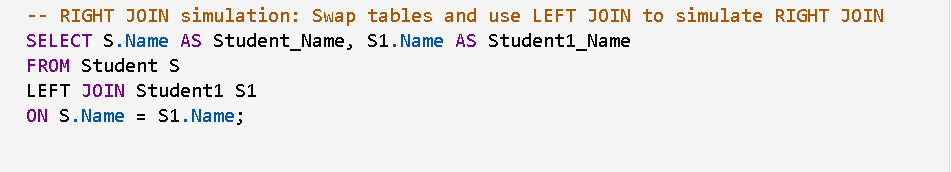 -- RIGHT JOIN simulation: Swap tables and use LEFT JOIN to simulate RIGHT JOIN
SELECT S.Name AS Student_Name, S1.Name AS Student1_Name
FROM Student S
LEFT JOIN Student1 S1
ON S.Name = S1.Name;